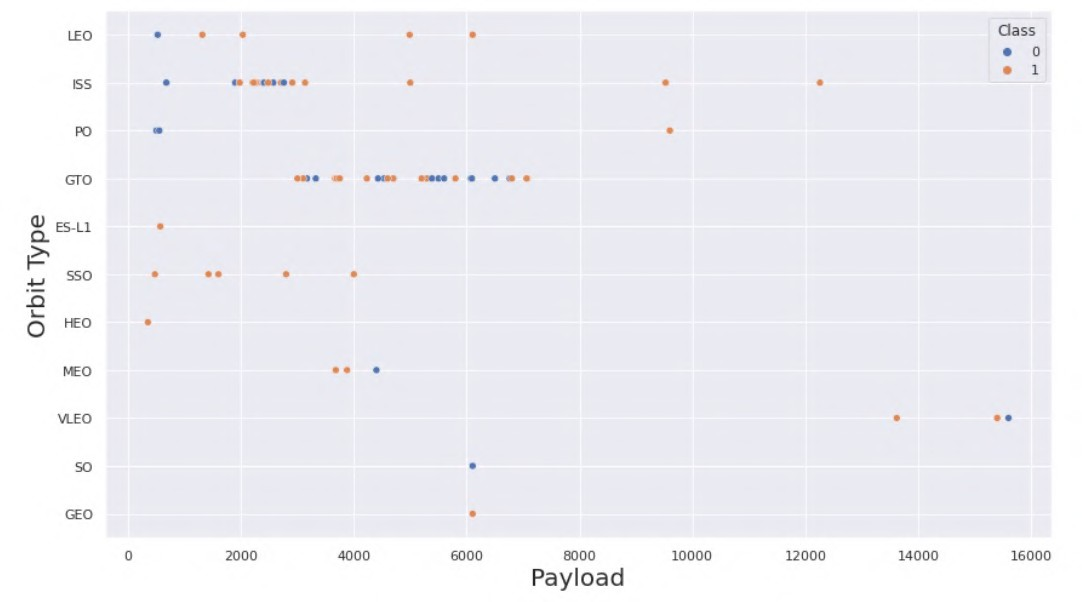 Class
0
1
Orbit Type
LEO
ISS
PO
GTO
ES-L1
SSO
HEO
MEO
VLEO
SO
GEO
0 2000 4000 6000 8000 10000 12000 14000 16000
Payload